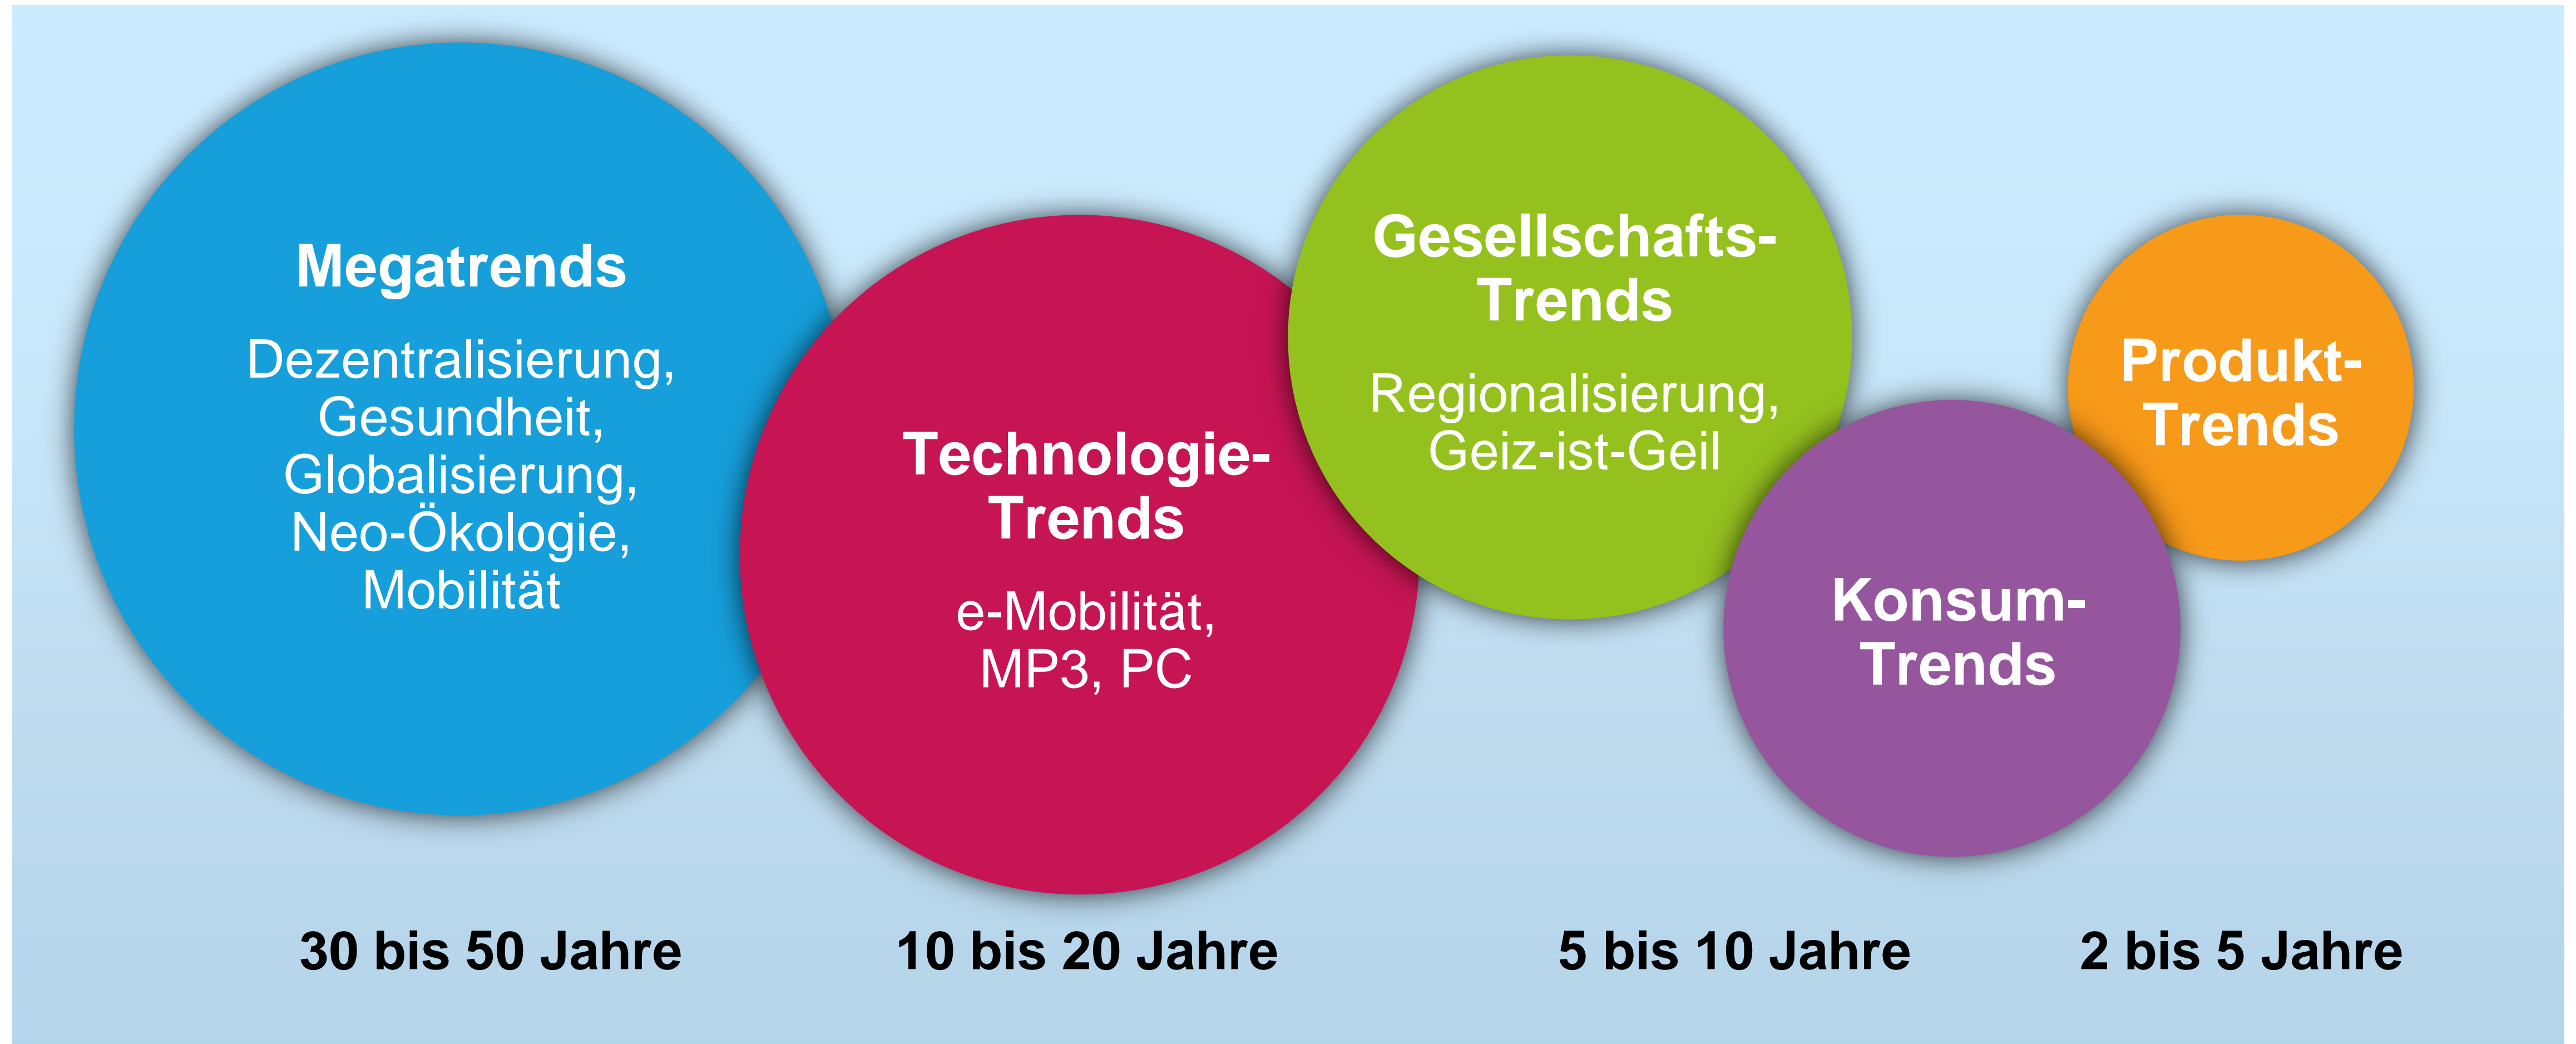 Megatrends
Dezentralisierung,
Gesundheit,
Globalisierung,
Neo-Ökologie,
Mobilität
Technologie-
Trends
e-Mobilität,
MP3, PC
Gesellschafts-
Trends
Regionalisierung,
Geiz-ist-Geil
Konsum-
Trends
Produkt-
Trends
30 bis 50 Jahre
10 bis 20 Jahre
5 bis 10 Jahre
2 bis 5 Jahre